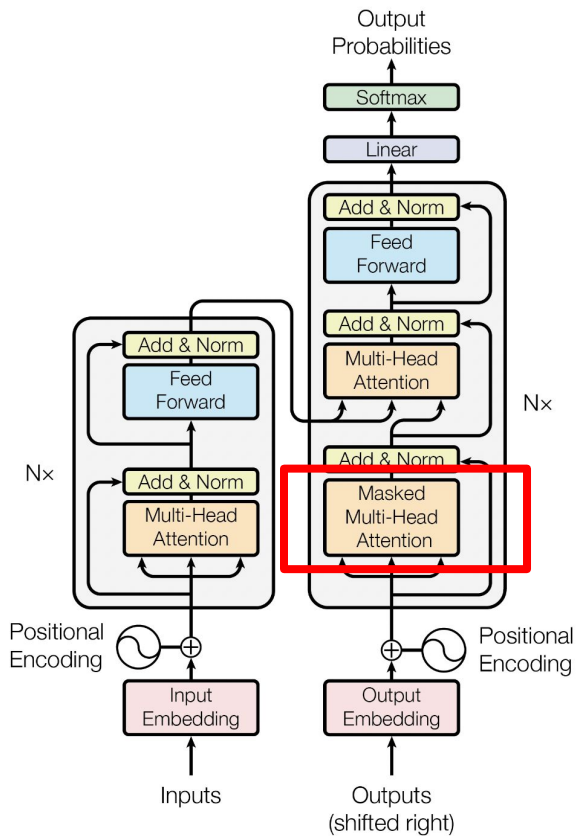 Output
Probabilities
Softmax
Linear
Add & Norm
Feed
Forward
Add & Norm
Multi-Head
Attention
Nx
Add & Norm
Masked
Multi-Head
Attention
Add & Norm
Feed
Forward
Nx
Add & Norm
Multi-Head
Attention
Positional
Encoding
Positional
Encoding
Input
Embedding
Output
Embedding
Inputs
Outputs
(shifted right)